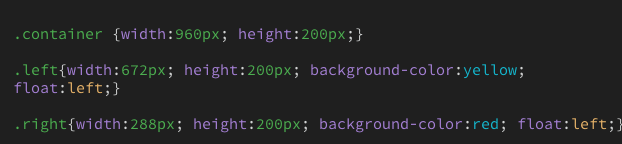 .container {width:960px; height:200px;}
.left{width:672px; height:200px; background-color:yellow;
float:left;}
.right{width:288px; height:200px; background-color:red; float:left;}